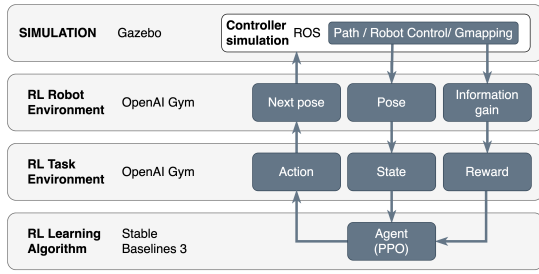 SIMULATION Gazebo
Controller
simulation ROS Path / Robot Control/ Gmapping
RL Robot
Environment OpenAI Gym Next pose Pose Information
gain
RL Task
Environment OpenAI Gym Action State Reward
RL Learning
Algorithm Stable
Baselines 3 Agent
(PPO)